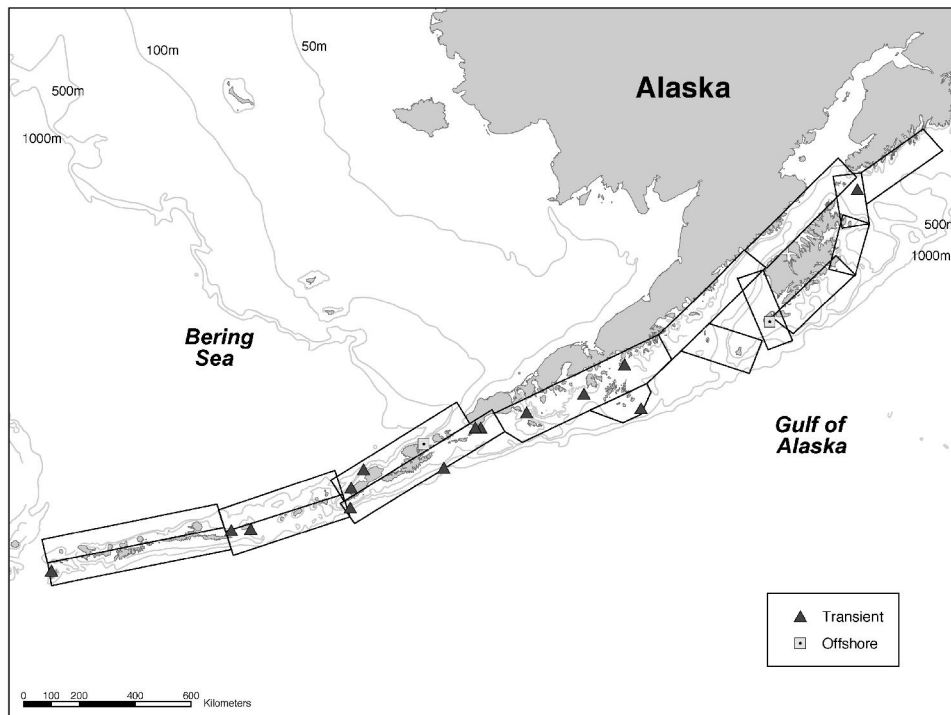 50m
100m
500m
1000m
Alaska
500m
1000m
Bering
Sea
Gulf of
Alaska
Transient
Offshore
0 100 200 400 600
Kilometers